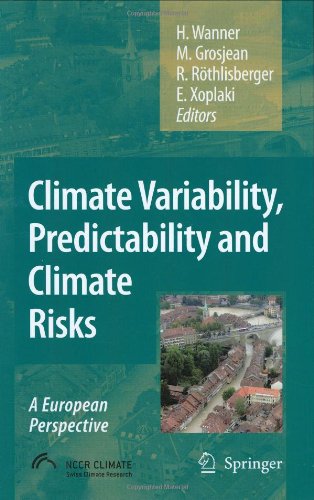 H. Wanner
M. Grosjean
R. Röthlisberger
E. Xoplaki
Editors
Climate Variability,
Predictability and
Climate
Risks
A European
Perspective
NCCR CLIMATE
Swiss Climate Research
Springer